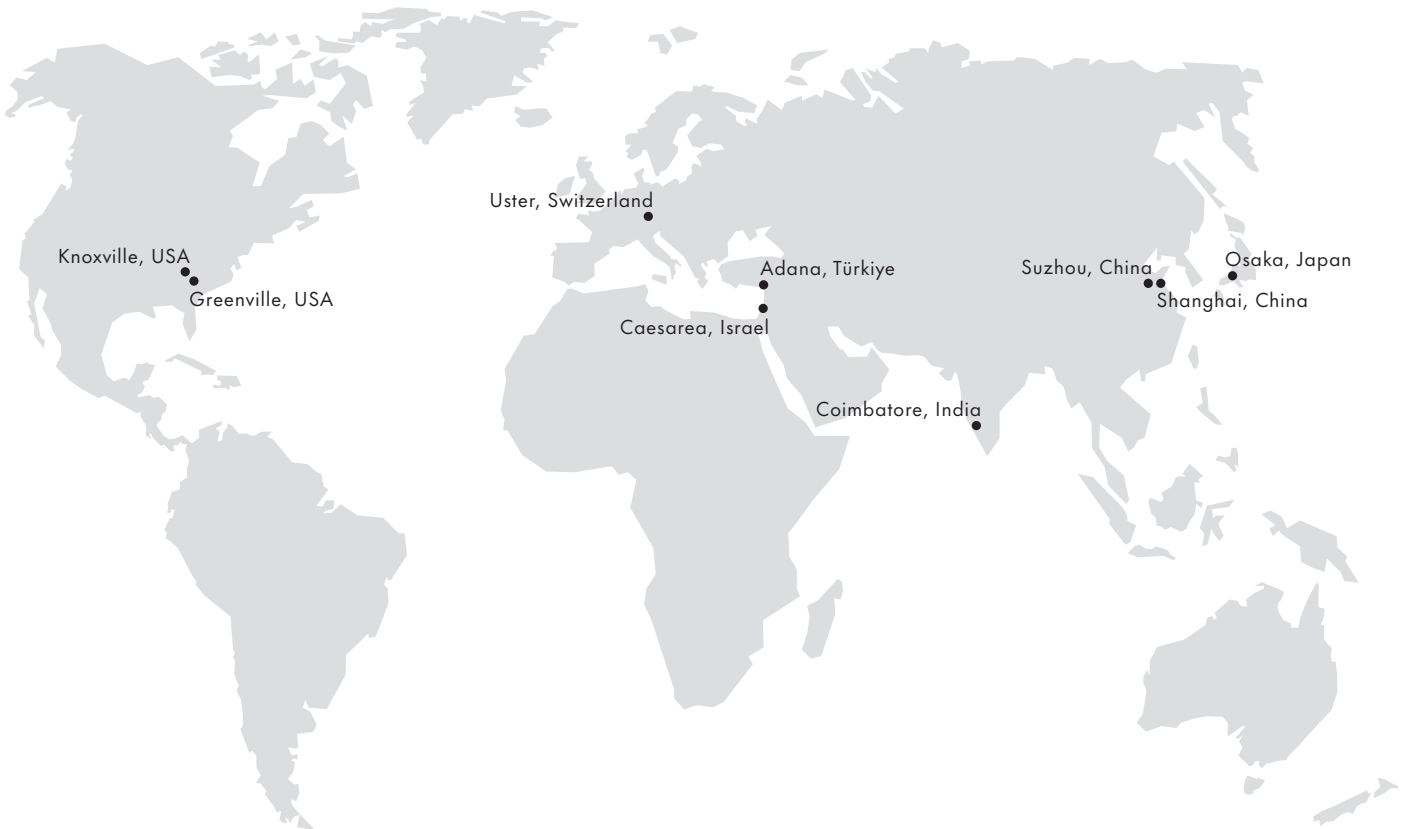 Uster, Switzerland
Knoxville, USA
Greenville, USA
Adana, Türkiye
Caesarea, Israel
Suzhou, China
Osaka, Japan
Shanghai, China
Coimbatore, India